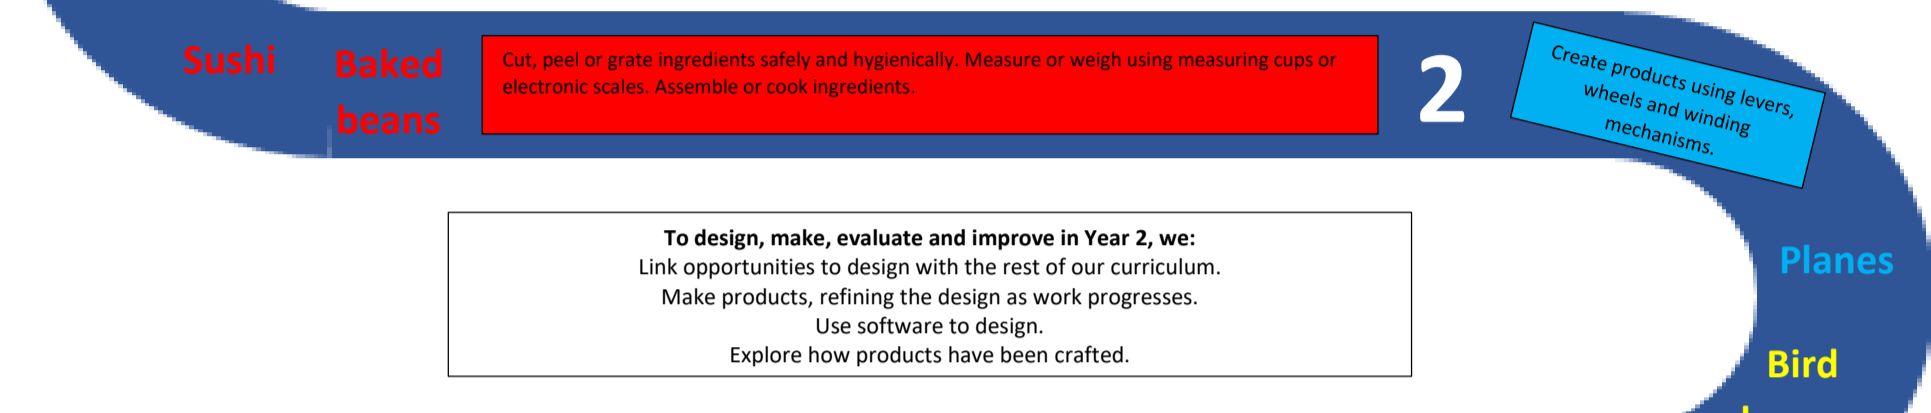 Sushi
Baked
beans
Cut, peel or grate ingredients safely and hygienically. Measure or weigh using measuring cups or
electronic scales. Assemble or cook ingredients.
2
Create products using levers,
wheels and winding
mechanisms.
To design, make, evaluate and improve in Year 2, we:
Link opportunities to design with the rest of our curriculum.
Make products, refining the design as work progresses.
Use software to design.
Explore how products have been crafted.
Planes
Bird